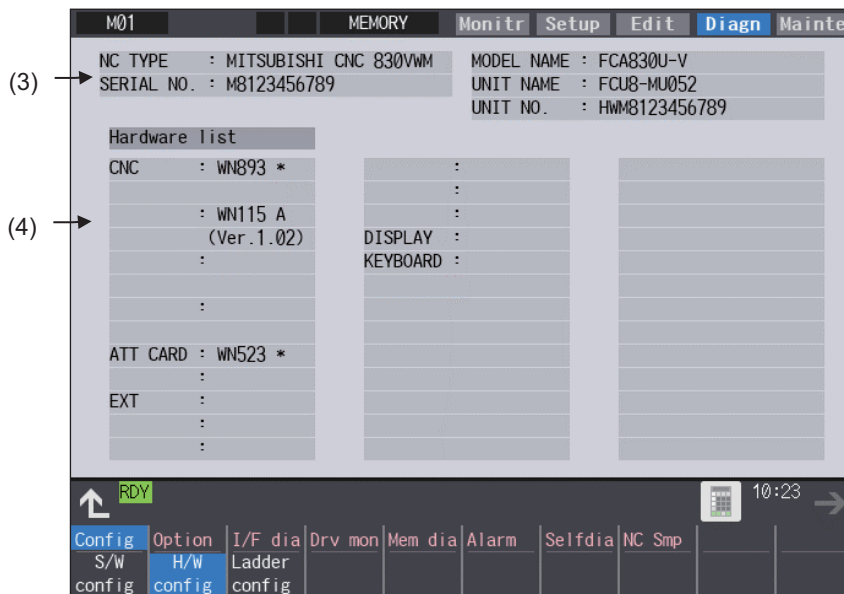 M01 MEMORY Monitr Setup Edit Diagn Mainte
(3)
NC TYPE : MITSUBISHI CNC 830VWM MODEL NAME : FCA830U-V
SERIAL NO. : M8123456789 UNIT NAME : FCU8-MU052
UNIT NO. : HWM8123456789
Hardware list
(4)
CNC : WN893 * :
:
: WN115 A :
(Ver.1.02) DISPLAY :
: KEYBOARD :
:
ATT CARD : WN523 *
:
EXT :
:
:
RDY 10:23
Config Option I/F dia Drv mon Mem dia Alarm Selfdia NC Smp
S/W H/W Ladder
config config config